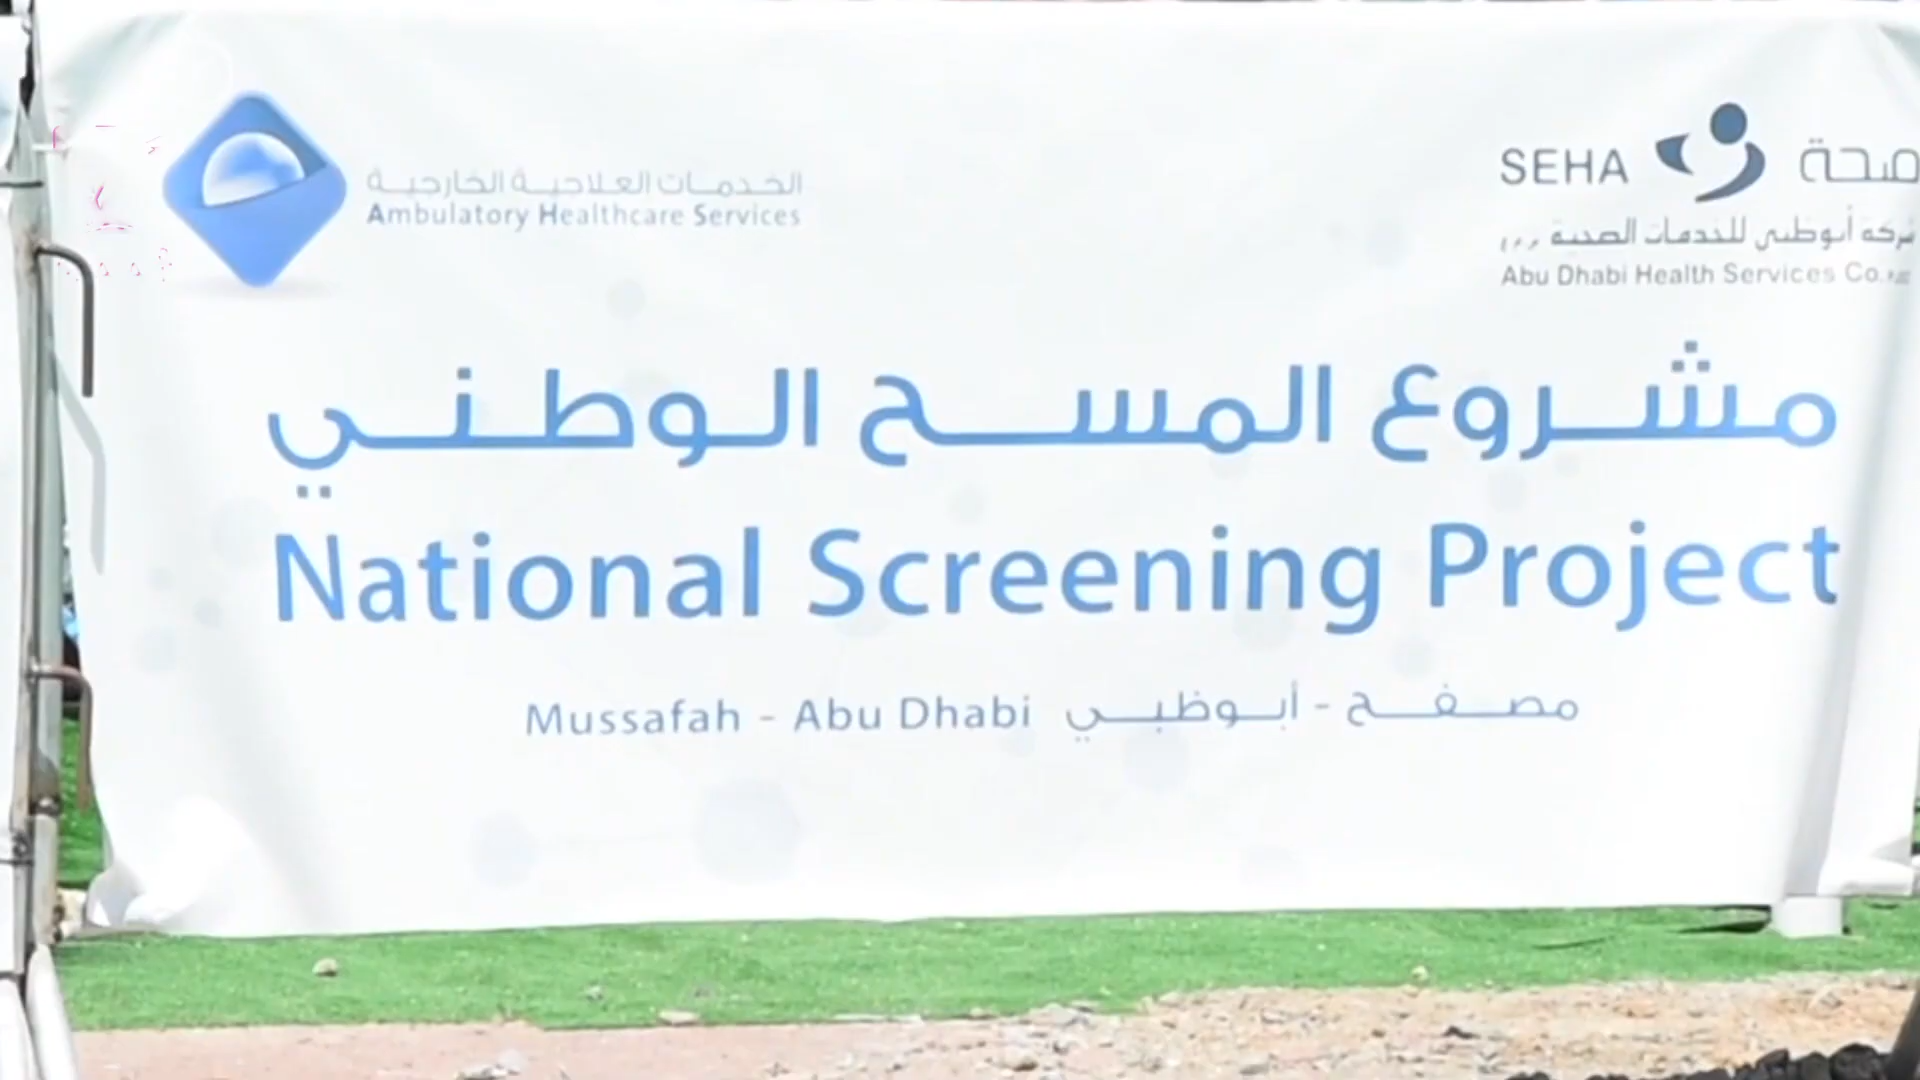 الخدمات العلاجية الخارجية
Ambulatory Healthcare Services
SEHA صحة
شركة أبوظبي للخدمات الصحية
Abu Dhabi Health Services Co.
مشروع المسح الوطني
National Screening Project
Mussafah - Abu Dhabi مصفح - أبوظبي